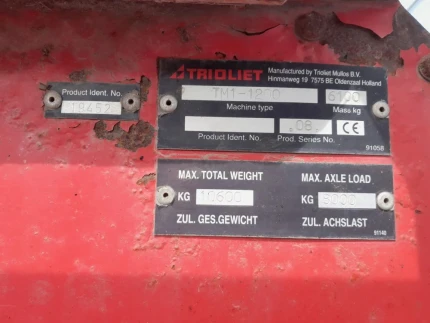 TRIOLIET
Manufactured by Trioliet Mullos B.V.
Hinmanweg 19 7575 BE Oldenzaal Holland
Product Ident. No.
Machine type
Mass kg
.08
CE
Product Ident. No.
Prod. Series No.
91058
MAX. TOTAL WEIGHT
MAX. AXLE LOAD
KG 10600
KG
ZUL. GES.GEWICHT
ZUL. ACHSLAST